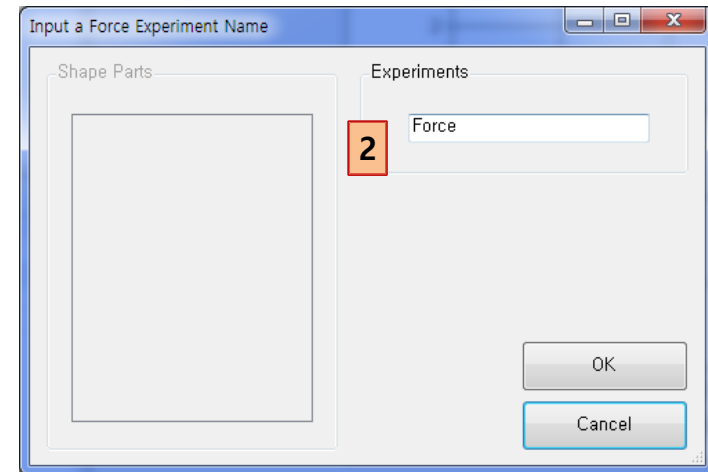 Input a Force Experiment Name
Shape Parts
Experiments
Force
2
OK
Cancel